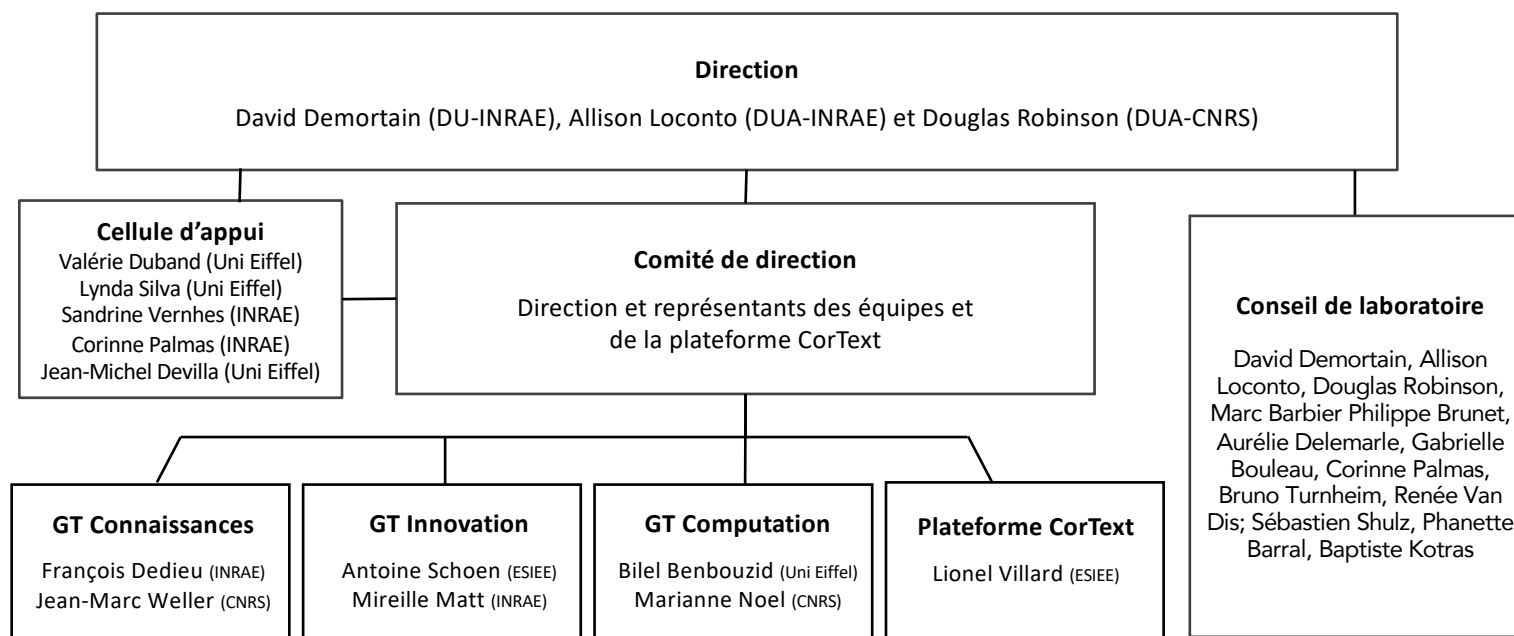 Direction
David Demortain (DU-INRAE), Allison Loconto (DUA-INRAE) et Douglas Robinson (DUA-CNRS)
Cellule d’appui
Valérie Duband (Uni Eiffel)
Lynda Silva (Uni Eiffel)
Sandrine Vernhes (INRAE)
Corinne Palmas (INRAE)
Jean-Michel Devilla (Uni Eiffel)
Comité de direction
Direction et représentants des équipes et
de la plateforme CorText
Conseil de laboratoire
David Demortain, Allison
Loconto, Douglas Robinson,
Marc Barbier Philippe Brunet,
Aurélie Delemarle, Gabrielle
Bouleau, Corinne Palmas,
Bruno Turnheim, Renée Van
Dis; Sébastien Shulz, Phanette
Barral, Baptiste Kotras
GT Connaissances
François Dedieu (INRAE)
Jean-Marc Weller (CNRS)
GT Innovation
Antoine Schoen (ESIEE)
Mireille Matt (INRAE)
GT Computation
Bilel Benbouzid (Uni Eiffel)
Marianne Noel (CNRS)
Plateforme CorText
Lionel Villard (ESIEE)